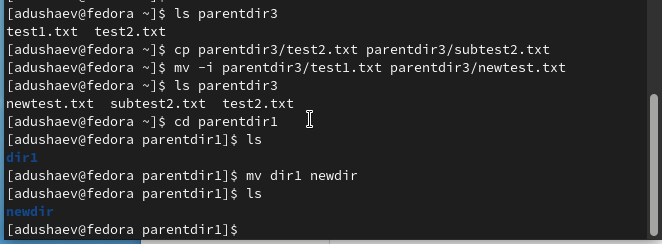 [adushaev@fedora ~]$ ls parentdir3
test1.txt  test2.txt
[adushaev@fedora ~]$ cp parentdir3/test2.txt parentdir3/subtest2.txt
[adushaev@fedora ~]$ mv -i parentdir3/test1.txt parentdir3/newtest.txt
[adushaev@fedora ~]$ ls parentdir3
newtest.txt  subtest2.txt  test2.txt
[adushaev@fedora ~]$ cd parentdir1
[adushaev@fedora parentdir1]$ ls
dir1
[adushaev@fedora parentdir1]$ mv dir1 newdir
[adushaev@fedora parentdir1]$ ls
newdir
[adushaev@fedora parentdir1]$